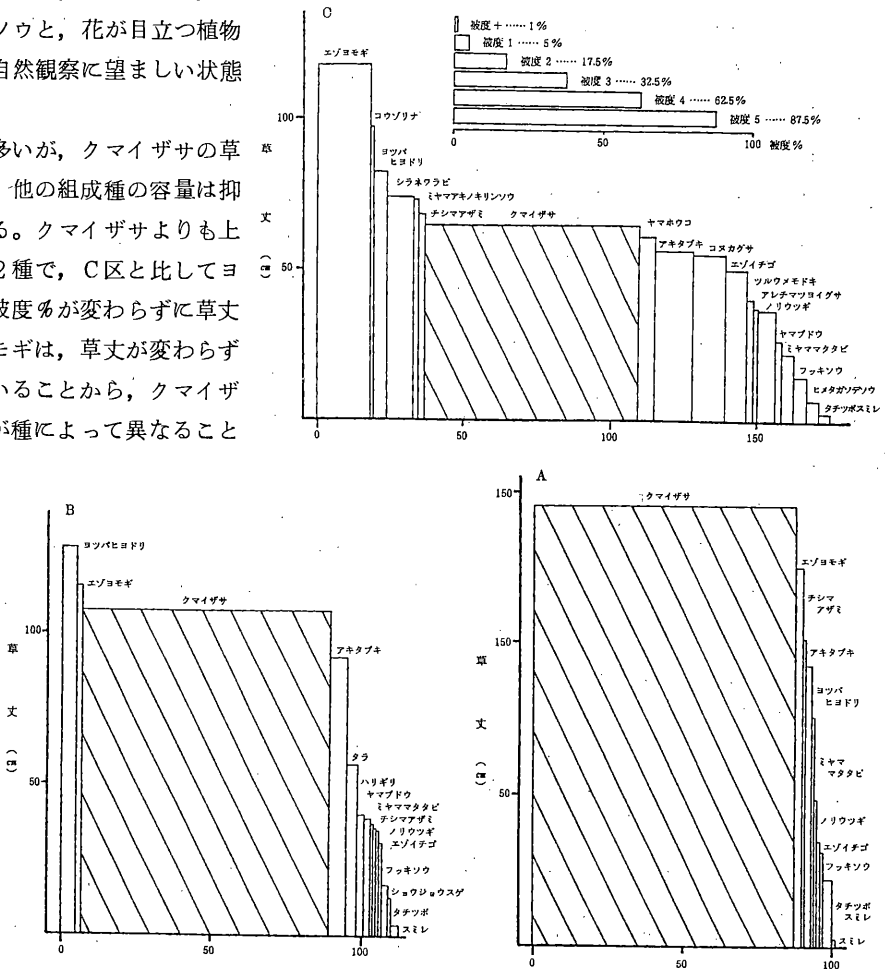 ノウと，花が目立つ植物
自然観察に望ましい状態
多いが，クマイザサの草
他の組成種の容量は抑
る。クマイザサよりも上
2種で，C区と比してヨ
被度％が変わらずに草丈
モギは，草丈が変わらず
いることから，クマイザ
が種によって異なること
C
被度 + …… 1%
被度 1 …… 5%
被度 2 …… 17.5%
被度 3 …… 32.5%
被度 4 …… 62.5%
被度 5 …… 87.5%
0
50
100 被度%
エゾヨモギ
コウゾリナ
ヨツバ
ヒヨドリ
シラネワラビ
ミヤマアキノキリンソウ
チシマアザミ クマイザサ
ヤマホウコ
アキタブキ コヌカグサ
エゾイチゴ
ツルウメモドキ
アレチマツヨイグサ
ノリウツギ
ヤマブドウ
ミヤママタタビ
フッキソウ
ヒメタガソデソウ
タチツボスミレ
100
50
草丈(cm)
0
50
100
150
B
ヨツバヒヨドリ
エゾヨモギ
クマイザサ
アキタブキ
タラ
ハリギリ
ヤマブドウ
ミヤママタタビ
チシマアザミ
ノリウツギ
エゾイチゴ
フッキソウ
ショウジョウスゲ
タチツボ
スミレ
100
50
草丈(cm)
0
50
100
A
クマイザサ
エゾヨモギ
チシマ
アザミ
アキタブキ
ヨツバ
ヒヨドリ
ミヤマ
マタタビ
ノリウツギ
エゾイチゴ
フッキソウ
タチツボ
スミレ
スミレ
150
150
50
草丈(cm)
0
50
100